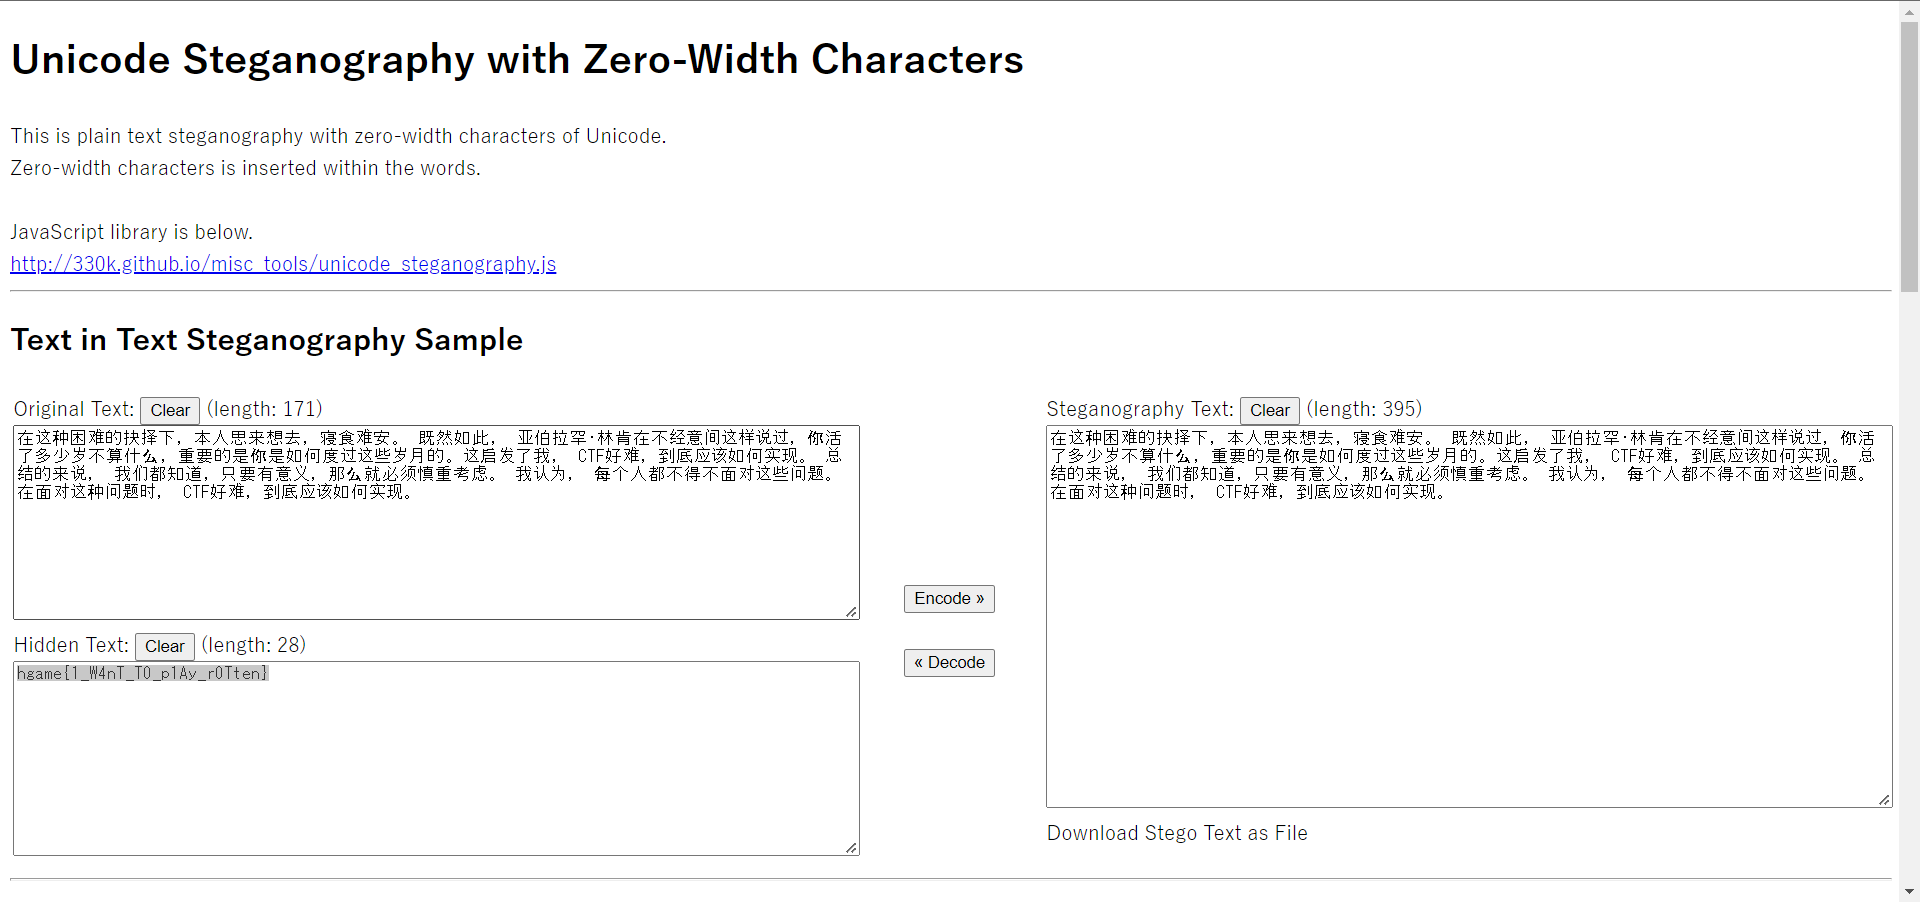 Unicode Steganography with Zero-Width Characters
This is plain text steganography with zero-width characters of Unicode.
Zero-width characters is inserted within the words.
JavaScript library is below.
http://330k.github.io/misc_tools/unicode_steganography.js
Text in Text Steganography Sample
Original Text: Clear (length: 171)
在这种困难的抉择下，本人思来想去，寝食难安。 既然如此， 亚伯拉罕·林肯在不经意间这样说过，你活
了多少岁不算什么，重要的是你是如何度过这些岁月的。这启发了我， CTF好难，到底应该如何实现。 总
结的来说， 我们都知道，只要有意义，那么就必须慎重考虑。 我认为， 每个人都不得不面对这些问题。
在面对这种问题时， CTF好难，到底应该如何实现。
Hidden Text: Clear (length: 28)
hgame{1_W4nT_T0_p1Ay_r0Tten}
Encode »
« Decode
Steganography Text: Clear (length: 395)
在这种困难的抉择下，本人思来想去，寝食难安。 既然如此， 亚伯拉罕·林肯在不经意间这样说过，你活
了多少岁不算什么，重要的是你是如何度过这些岁月的。这启发了我， CTF好难，到底应该如何实现。 总
结的来说， 我们都知道，只要有意义，那么就必须慎重考虑。 我认为， 每个人都不得不面对这些问题。
在面对这种问题时， CTF好难，到底应该如何实现。
Download Stego Text as File